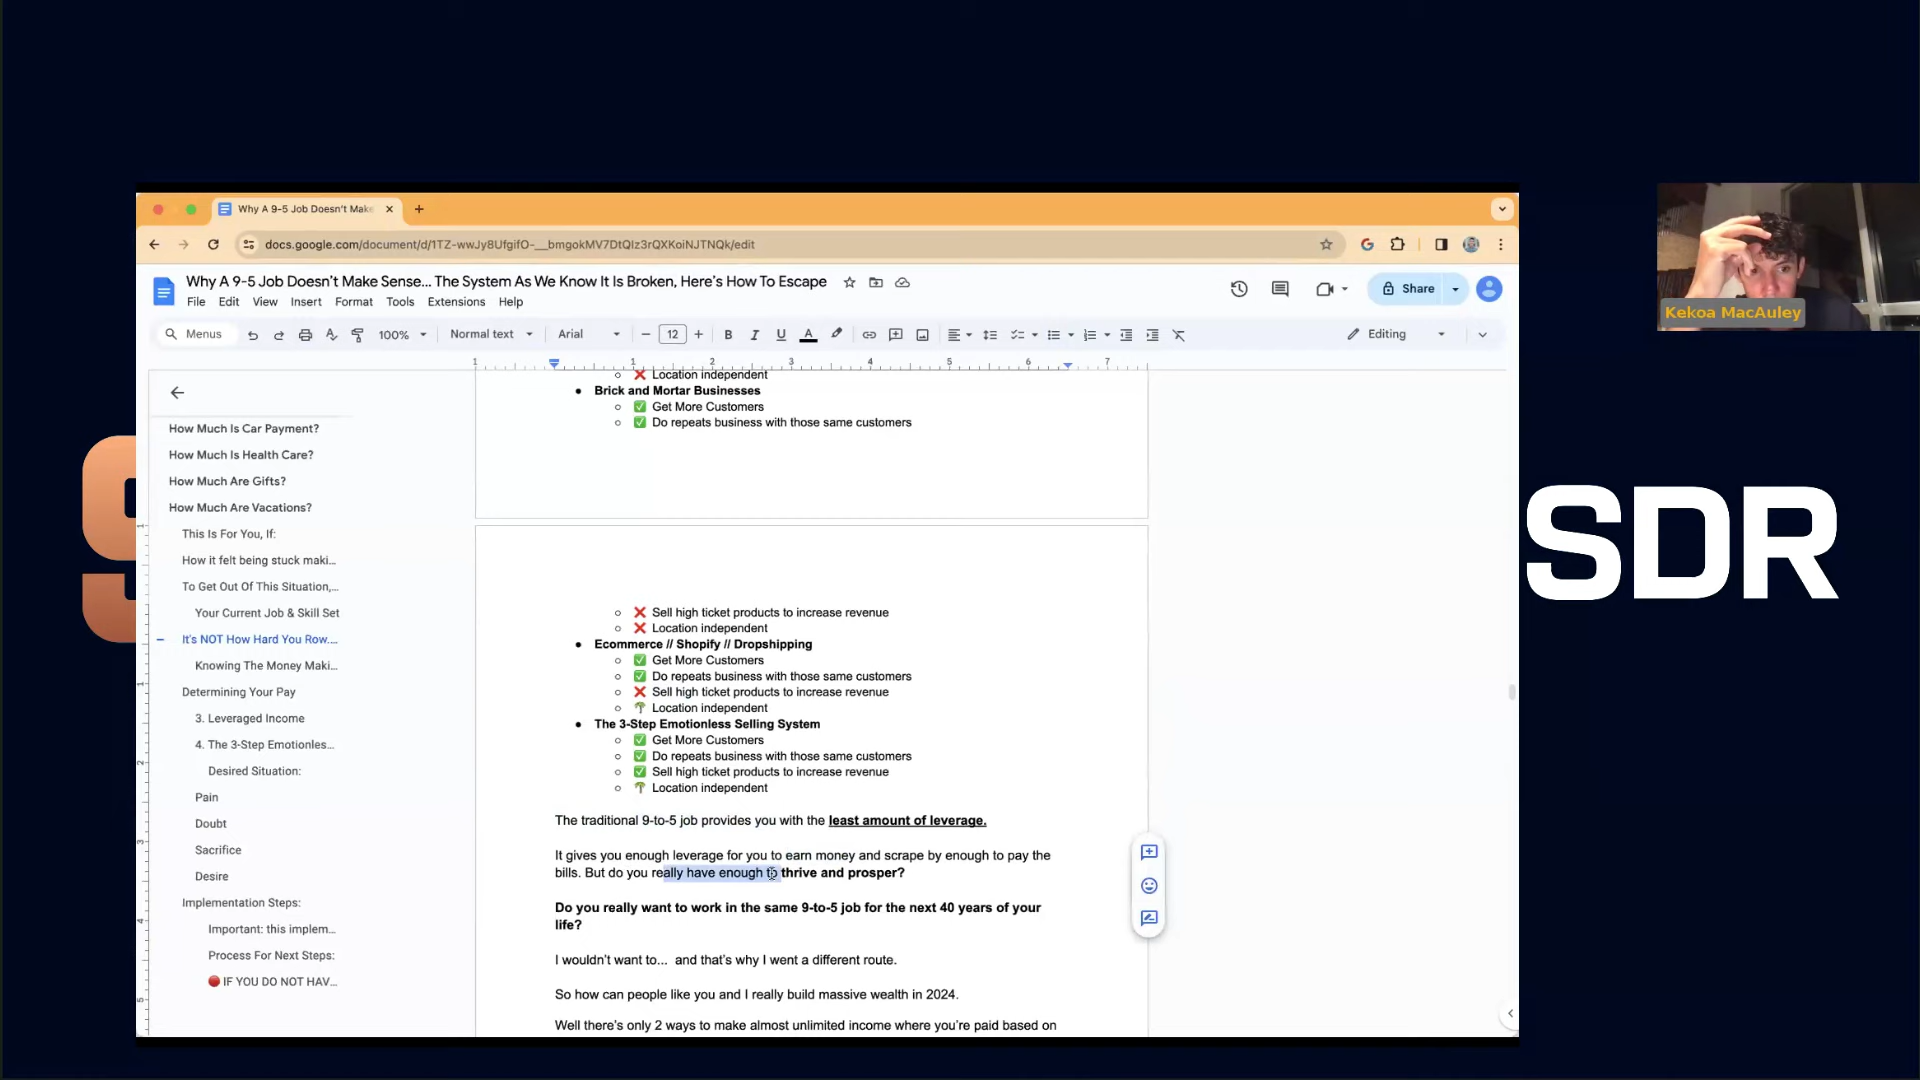 Why A 9-5 Job Doesn't Make
docs.google.com/document/d/1TZ-wwJy8UfgifO-__bmgokMV7DtQIz3rQXKoiNJTNQk/edit
Why A 9-5 Job Doesn't Make Sense... The System As We Know It Is Broken, Here's How To Escape
File Edit View Insert Format Tools Extensions Help
Share
Kekoa MacAuley
Menus 100% Normal text Arial 12 Editing
1 1 2 3 4 5 6 7
How Much Is Car Payment?
How Much Is Health Care?
How Much Are Gifts?
How Much Are Vacations?
This Is For You, If:
How it felt being stuck maki...
To Get Out Of This Situation,...
Your Current Job & Skill Set
It's NOT How Hard You Row....
Knowing The Money Maki...
Determining Your Pay
3. Leveraged Income
4. The 3-Step Emotionles...
Desired Situation:
Pain
Doubt
Sacrifice
Desire
Implementation Steps:
Important: this implem...
Process For Next Steps:
IF YOU DO NOT HAV...
❌ Location independent
● Brick and Mortar Businesses
○ ✅ Get More Customers
○ ✅ Do repeats business with those same customers
○ ❌ Sell high ticket products to increase revenue
○ ❌ Location independent
● Ecommerce // Shopify // Dropshipping
○ ✅ Get More Customers
○ ✅ Do repeats business with those same customers
○ ❌ Sell high ticket products to increase revenue
○ 🌴 Location independent
● The 3-Step Emotionless Selling System
○ ✅ Get More Customers
○ ✅ Do repeats business with those same customers
○ ✅ Sell high ticket products to increase revenue
○ 🌴 Location independent
The traditional 9-to-5 job provides you with the least amount of leverage.
It gives you enough leverage for you to earn money and scrape by enough to pay the
bills. But do you really have enough to thrive and prosper?
Do you really want to work in the same 9-to-5 job for the next 40 years of your
life?
I wouldn't want to... and that's why I went a different route.
So how can people like you and I really build massive wealth in 2024.
Well there's only 2 ways to make almost unlimited income where you're paid based on
SDR